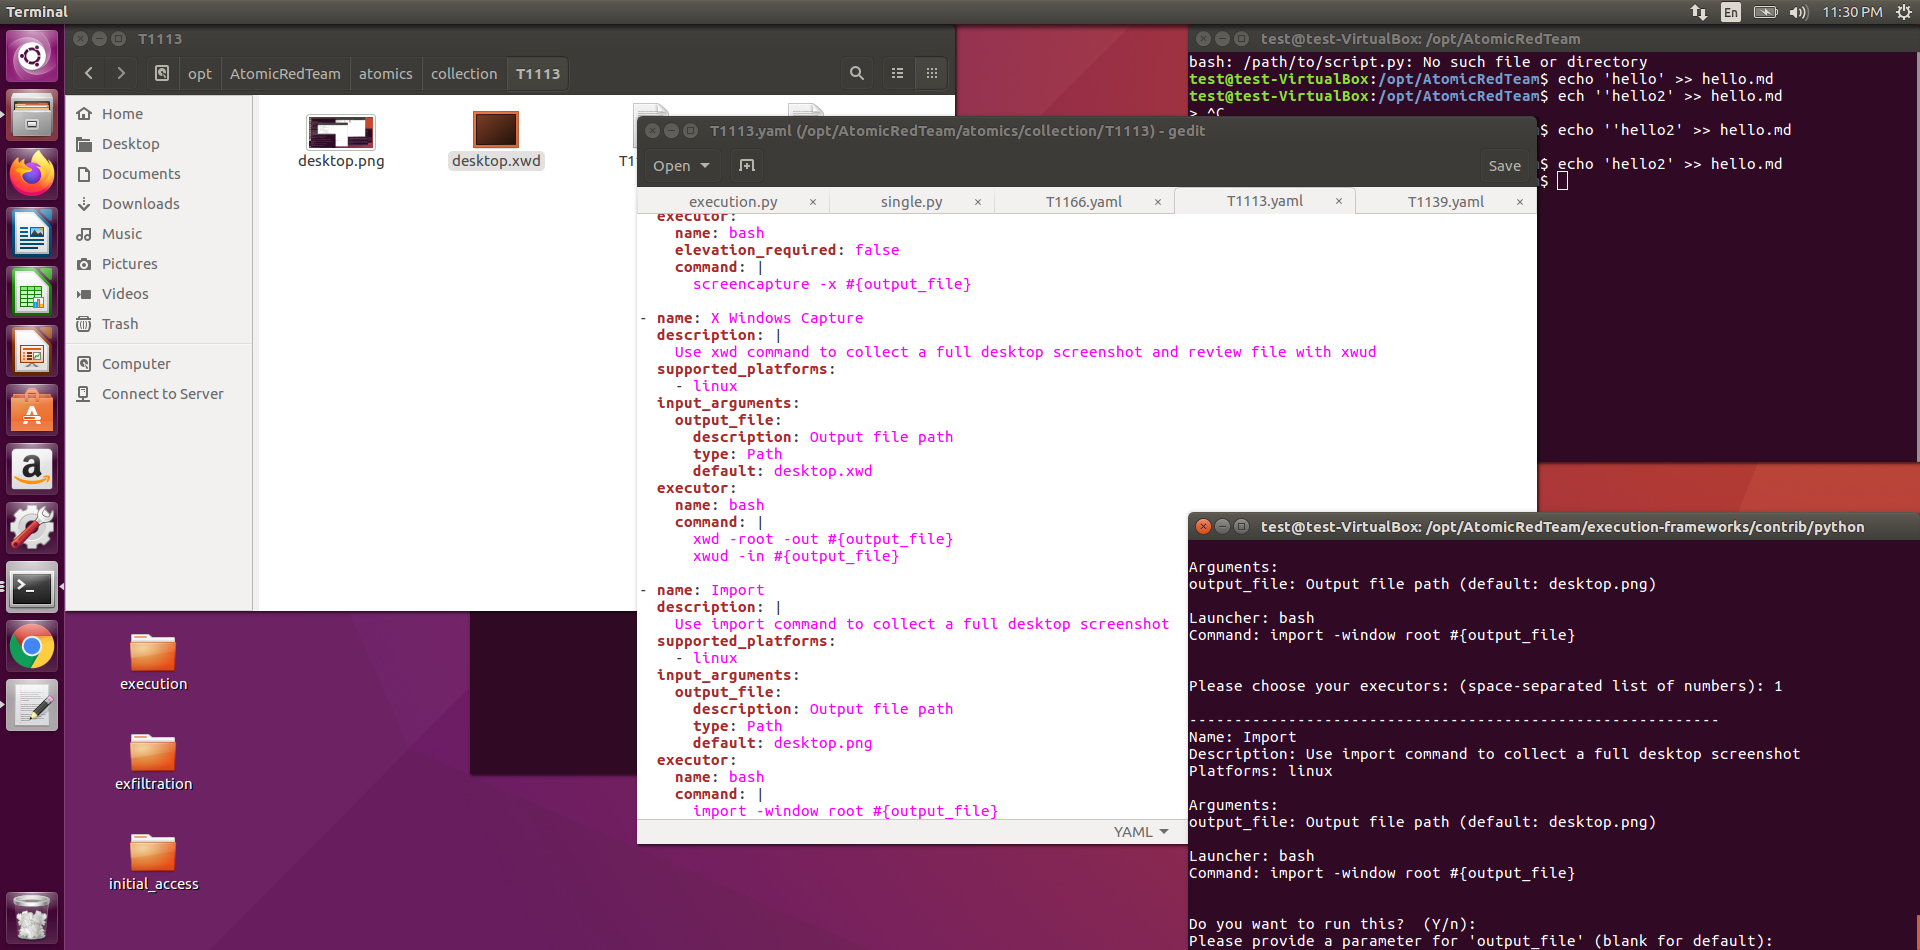 Terminal
En
11:30 PM
T1113
opt
AtomicRedTeam
atomics
collection
T1113
Home
Desktop
Documents
Downloads
Music
Pictures
Videos
Trash
Computer
Connect to Server
desktop.png
desktop.xwd
execution
exfiltration
initial_access
T1113.yaml (/opt/AtomicRedTeam/atomics/collection/T1113) - gedit
Open
Save
execution.py × single.py × T1166.yaml × T1113.yaml × T1139.yaml ×
executor:
name: bash
elevation_required: false
command: |
screencapture -x #{output_file}
- name: X Windows Capture
description: |
Use xwd command to collect a full desktop screenshot and review file with xwud
supported_platforms:
- linux
input_arguments:
output_file:
description: Output file path
type: Path
default: desktop.xwd
executor:
name: bash
command: |
xwd -root -out #{output_file}
xwud -in #{output_file}
- name: Import
description: |
Use import command to collect a full desktop screenshot
supported_platforms:
- linux
input_arguments:
output_file:
description: Output file path
type: Path
default: desktop.png
executor:
name: bash
command: |
import -window root #{output_file}
YAML
test@test-VirtualBox: /opt/AtomicRedTeam
bash: /path/to/script.py: No such file or directory
test@test-VirtualBox:/opt/AtomicRedTeam$ echo 'hello' >> hello.md
test@test-VirtualBox:/opt/AtomicRedTeam$ ech ''hello2' >> hello.md
> ^C
$ echo ''hello2' >> hello.md
$ echo 'hello2' >> hello.md
$
test@test-VirtualBox: /opt/AtomicRedTeam/execution-frameworks/contrib/python
Arguments:
output_file: Output file path (default: desktop.png)
Launcher: bash
Command: import -window root #{output_file}
Please choose your executors: (space-separated list of numbers): 1
-----------------------------------------------------------
Name: Import
Description: Use import command to collect a full desktop screenshot
Platforms: linux
Arguments:
output_file: Output file path (default: desktop.png)
Launcher: bash
Command: import -window root #{output_file}
Do you want to run this?  (Y/n):
Please provide a parameter for 'output_file' (blank for default):